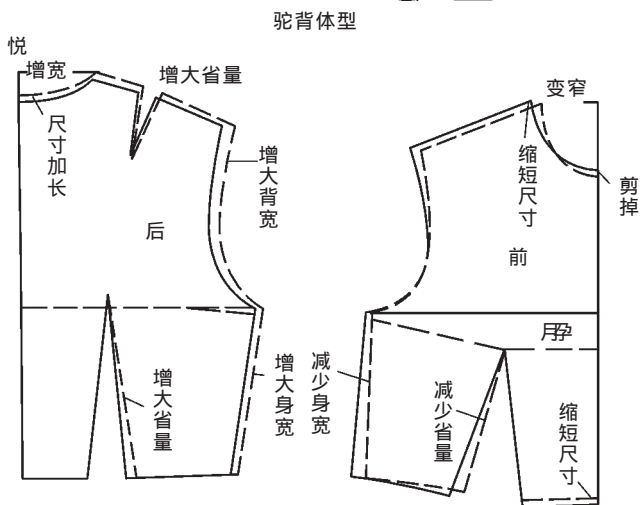 驼背体型
悦
增宽
增大省量
变窄
尺寸加长
增大背宽
缩短尺寸
剪掉
后
前
增大省量
增大身宽
减少身宽
减少省量
缩短尺寸